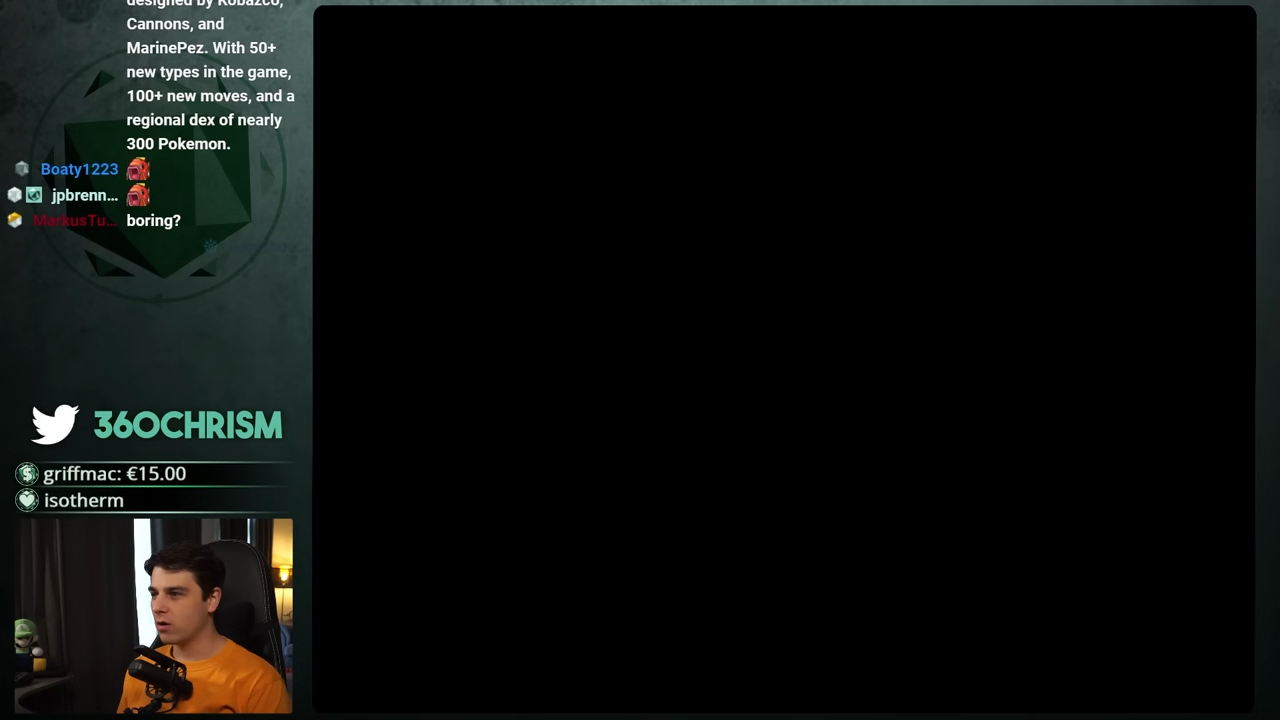 designed by Kobazco,
Cannons, and
MarinePez. With 50+
new types in the game,
100+ new moves, and a
regional dex of nearly
300 Pokemon.
Boaty1223
jpbrenn…
MarkusTu… boring?
360CHRISM
griffmac: €15.00
isotherm